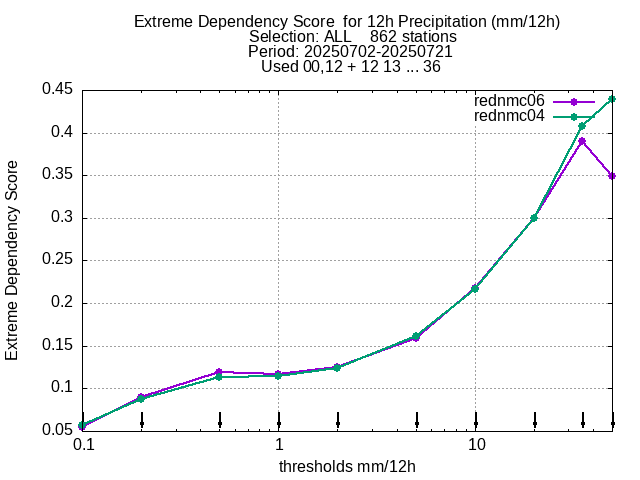 Extreme Dependency Score  for 12h Precipitation (mm/12h)
Selection: ALL    862 stations
Period: 20250702-20250721
Used 00,12 + 12 13 ... 36
rednmc06
rednmc04
0.45
0.4
0.35
0.3
0.25
0.2
0.15
0.1
0.05
Extreme Dependency Score
0.1 1 10
thresholds mm/12h